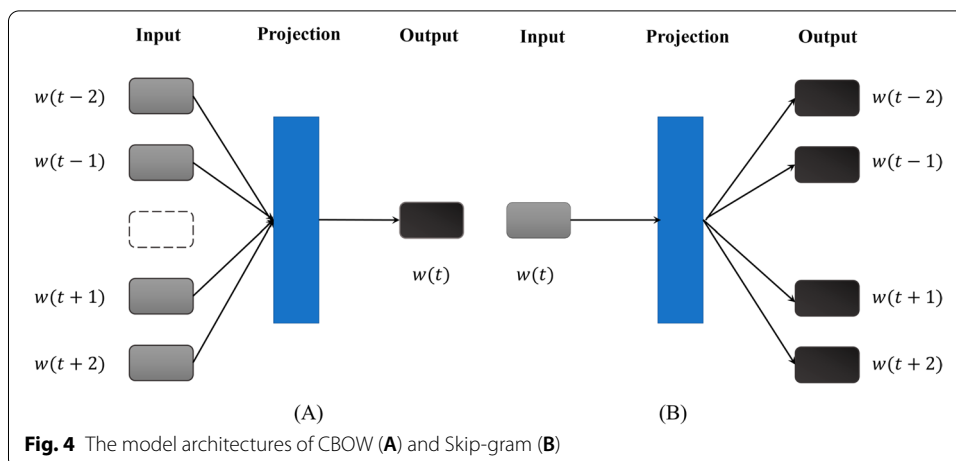 Input Projection Output Input Projection Output
w(t − 2) w(t − 2)
w(t − 1) w(t − 1)
w(t) w(t)
w(t + 1) w(t + 1)
w(t + 2) w(t + 2)
(A) (B)
Fig. 4 The model architectures of CBOW (A) and Skip-gram (B)